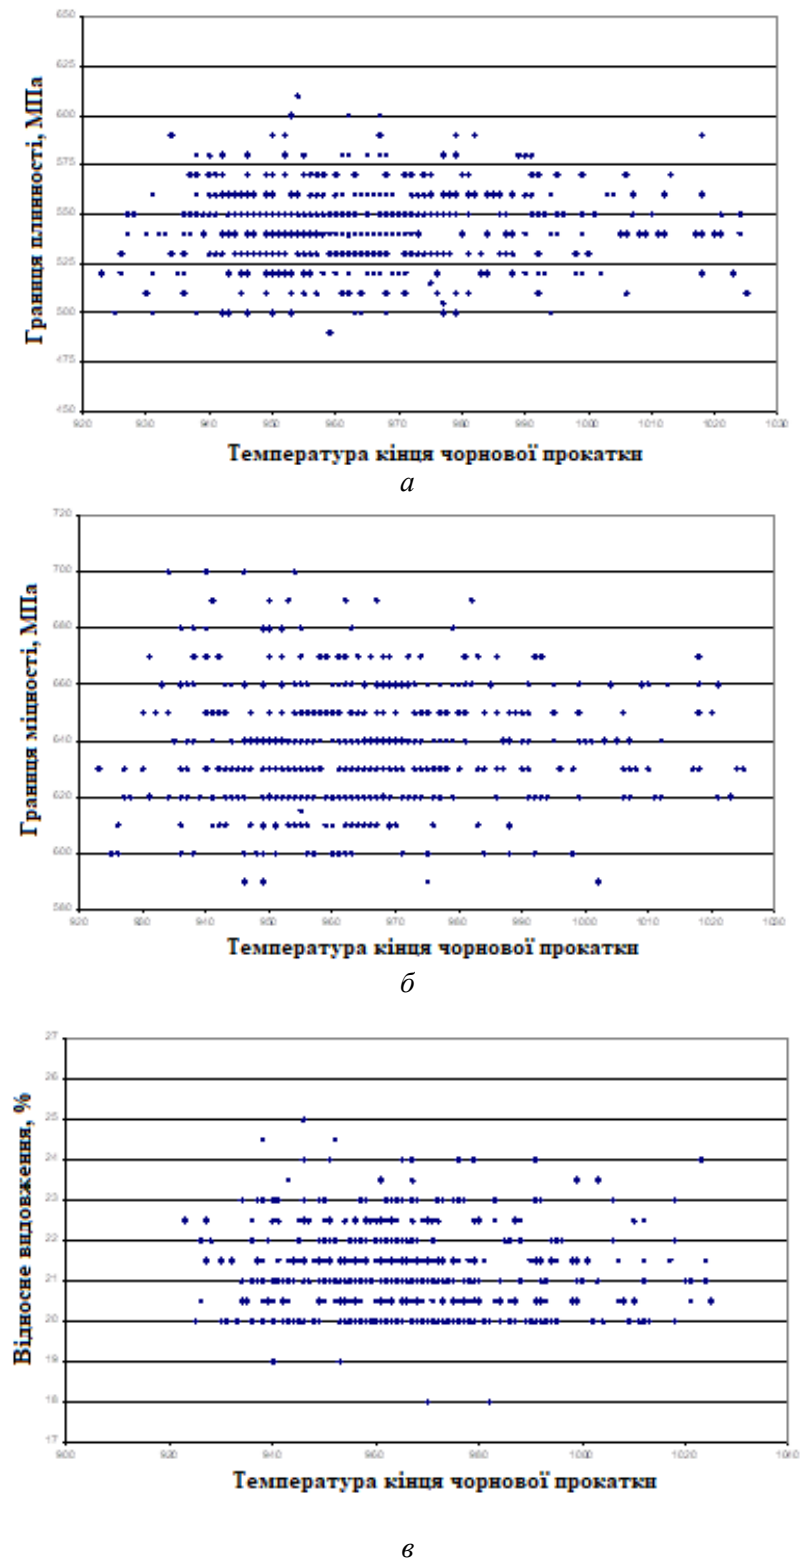 650
625
600
575
550
525
500
475
450
Границя плинності, МПа
920 930 940 950 960 970 980 990 1000 1010 1020 1030
Температура кінця чорнової прокатки
а
720
700
680
660
640
620
600
580
Границя міцності, МПа
920 930 940 950 960 970 980 990 1000 1010 1020 1030
Температура кінця чорнової прокатки
б
27
26
25
24
23
22
21
20
19
18
17
Відносне видовження, %
900 920 940 960 980 1000 1020 1040
Температура кінця чорнової прокатки
в